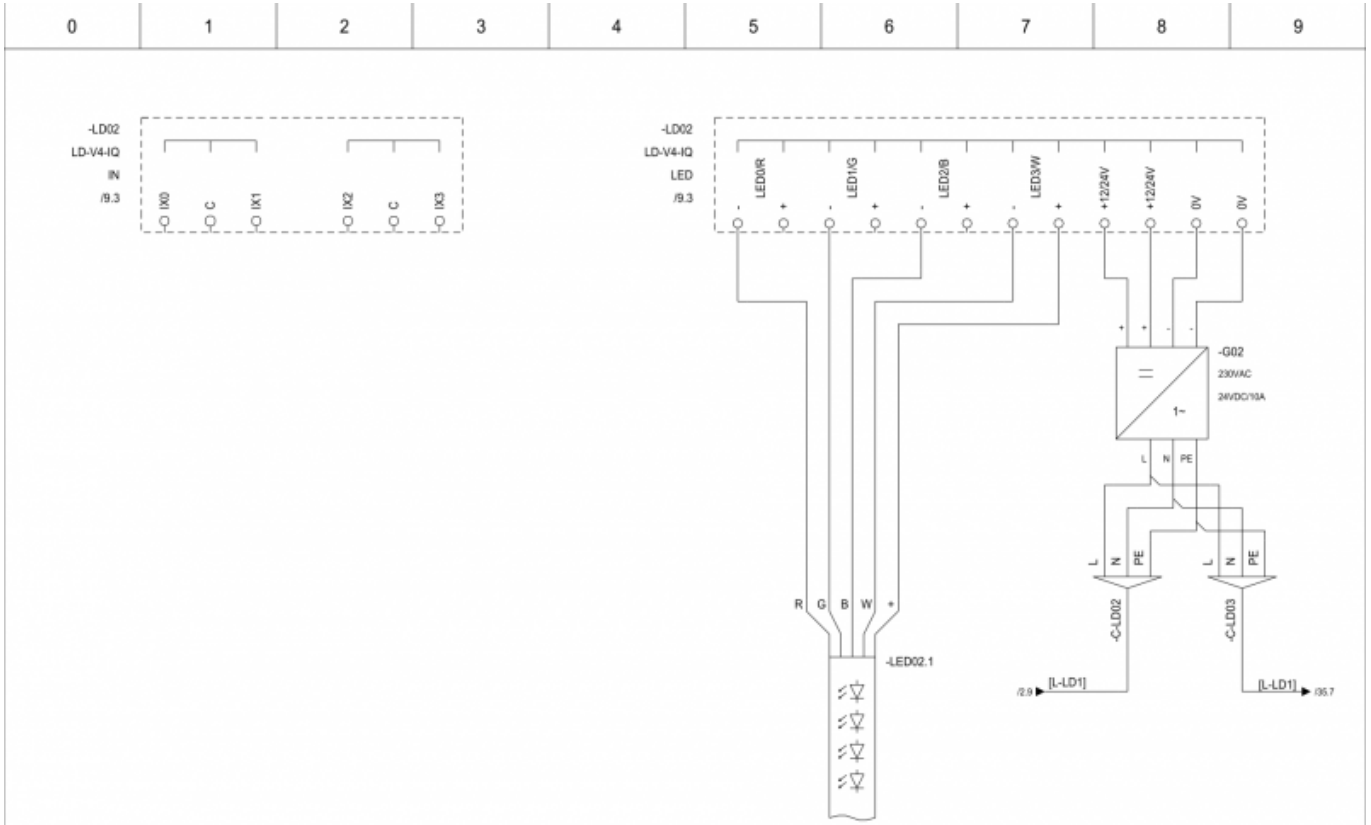 0 1 2 3 4 5 6 7 8 9
-LD02
LD-V4-IQ
IN
/9.3
IX0
C
IX1
IX2
C
IX3
-LD02
LD-V4-IQ
LED
/9.3
LED0/R
LED1/G
LED2/B
LED3/W
+12/24V
+12/24V
0V
0V
- + - + - + - +
+ + - -
-G02
230VAC
24VDC/10A
1~
L N PE
L N PE
L N PE
R G B W +
-C-LD02
-C-LD03
-LED02.1
/2.9 [L-LD1]
[L-LD1] /35.7